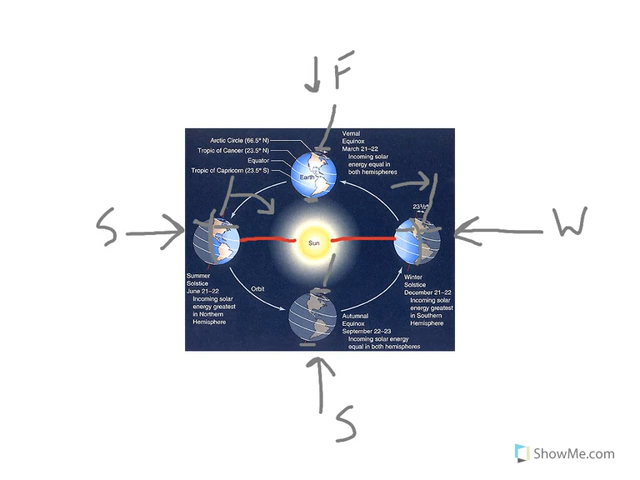 F
Vernal
Equinox
March 21–22
Incoming solar
energy equal in
both hemispheres
Arctic Circle (66.5° N)
Tropic of Cancer (23.5° N)
Equator
Tropic of Capricorn (23.5° S)
Earth
23½°
S
Sun
W
Summer
Solstice
June 21–22
Incoming solar
energy greatest
in Northern
Hemisphere
Orbit
Winter
Solstice
December 21–22
Incoming solar
energy greatest in
Southern
Hemisphere
Autumnal
Equinox
September 22–23
Incoming solar energy
equal in both hemispheres
S
ShowMe.com